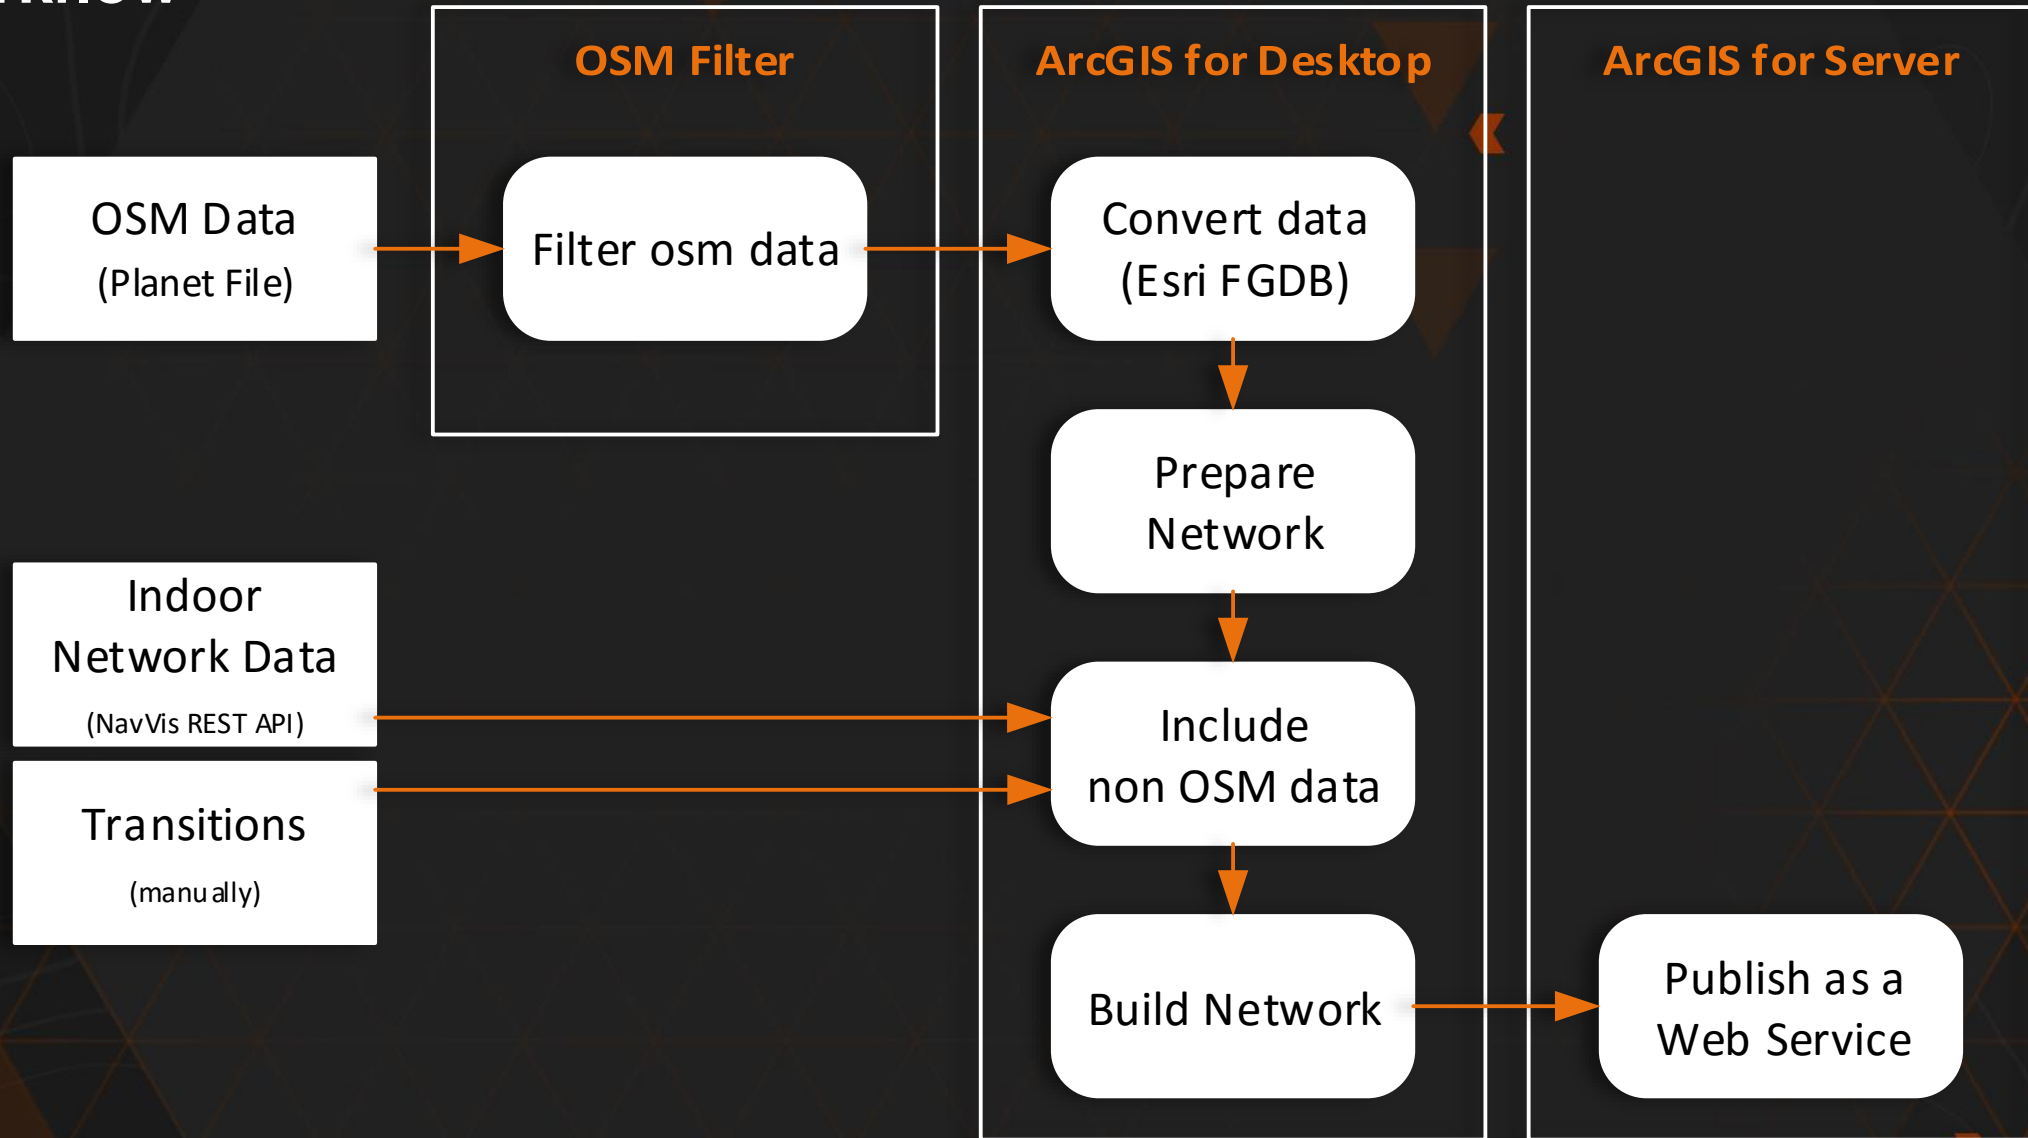 OSM Filter
ArcGIS for Desktop
ArcGIS for Server
OSM Data
(Planet File)
Filter osm data
Convert data
(Esri FGDB)
Prepare
Network
Indoor
Network Data
(NavVis REST API)
Include
non OSM data
Transitions
(manually)
Build Network
Publish as a
Web Service